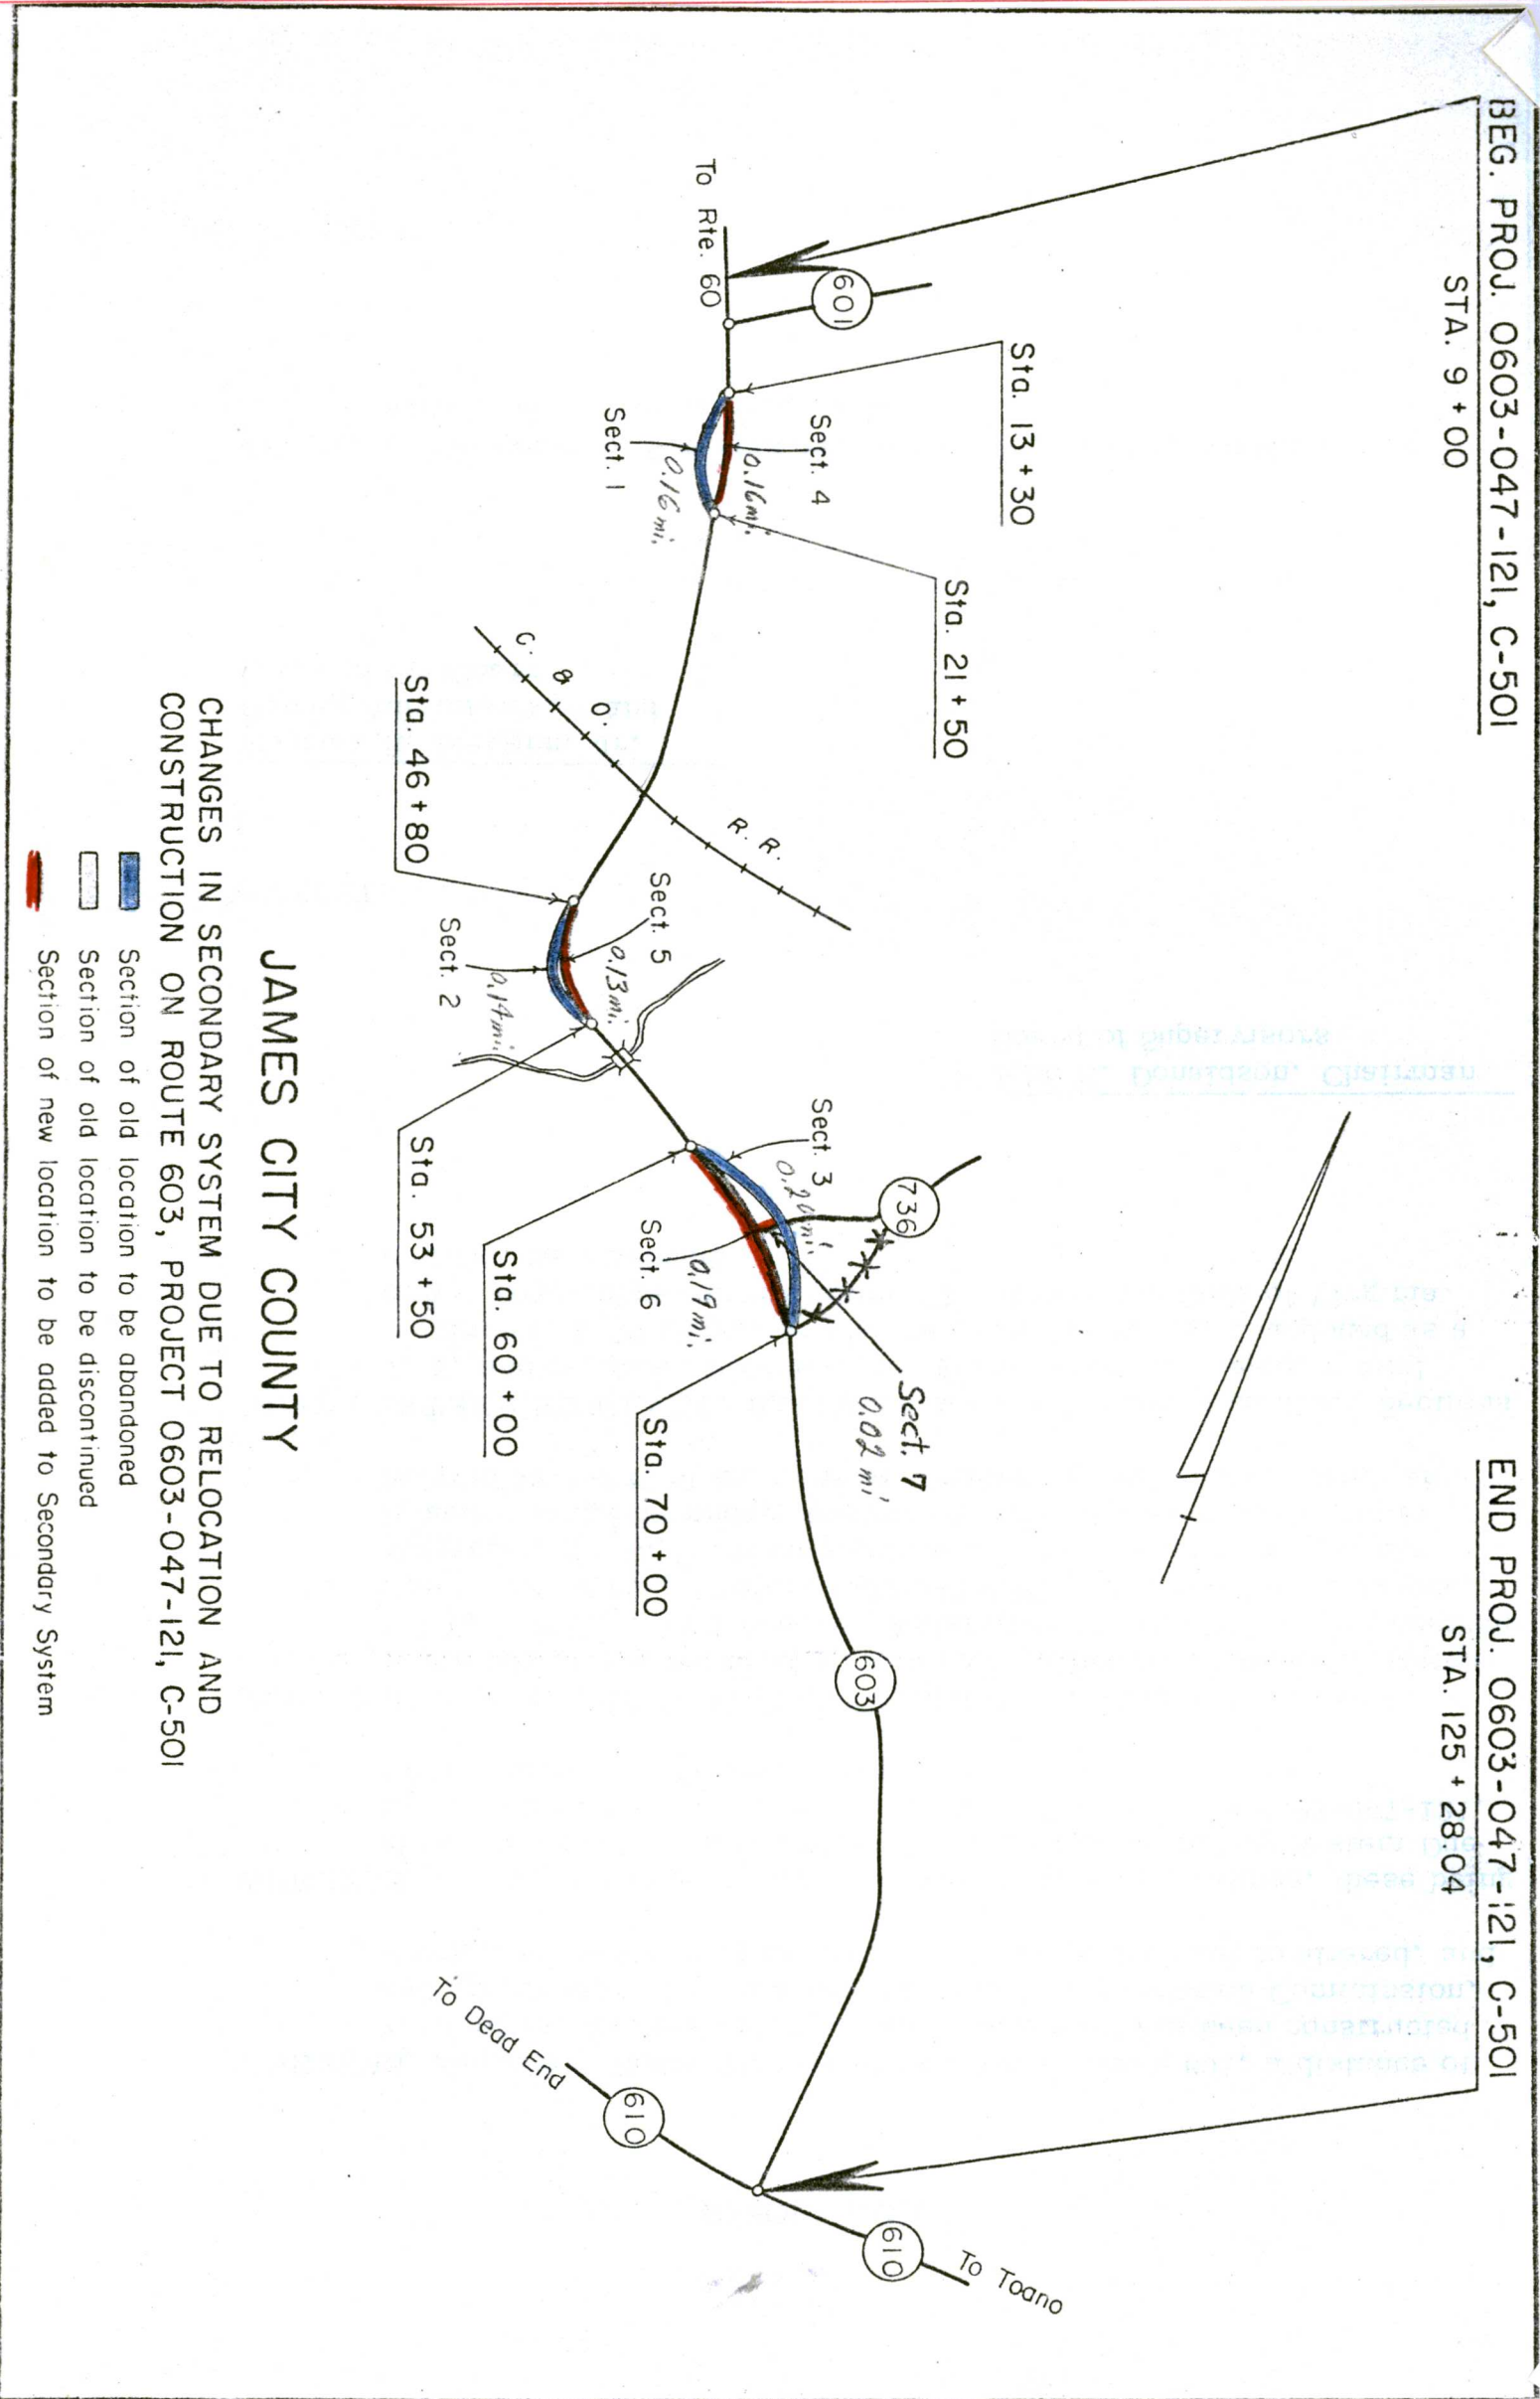 BEG. PROJ. 0603-047-121, C-501
STA. 9 + 00
END PROJ. 0603-047-121, C-501
STA. 125 + 28.04
To Rte. 60
601
Sta. 13 + 30
Sect. 4
0.16 mi.
Sect. 1
0.16 mi.
Sta. 21 + 50
C. & O. R. R.
Sta. 46 + 80
Sect. 5
0.13 mi.
Sect. 2
0.14 mi.
Sta. 53 + 50
Sect. 3
0.20 mi.
736
Sect. 6
0.19 mi.
Sta. 60 + 00
Sect. 7
0.02 mi
Sta. 70 + 00
603
To Dead End
610
610
To Toano
JAMES CITY COUNTY
CHANGES IN SECONDARY SYSTEM DUE TO RELOCATION AND
CONSTRUCTION ON ROUTE 603, PROJECT 0603-047-121, C-501
Section of old location to be abandoned
Section of old location to be discontinued
Section of new location to be added to Secondary System